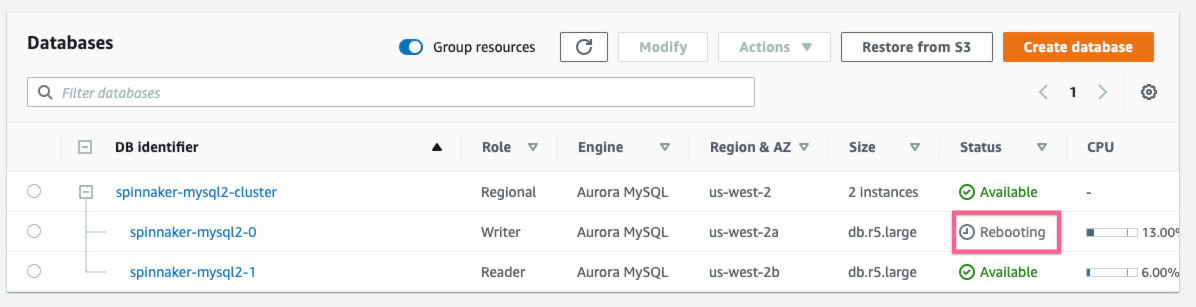 Databases
Group resources
Modify
Actions
Restore from S3
Create database
Filter databases
1
DB identifier Role Engine Region & AZ Size Status CPU
spinnaker-mysql2-cluster Regional Aurora MySQL us-west-2 2 instances Available -
spinnaker-mysql2-0 Writer Aurora MySQL us-west-2a db.r5.large Rebooting 13.00%
spinnaker-mysql2-1 Reader Aurora MySQL us-west-2b db.r5.large Available 6.00%